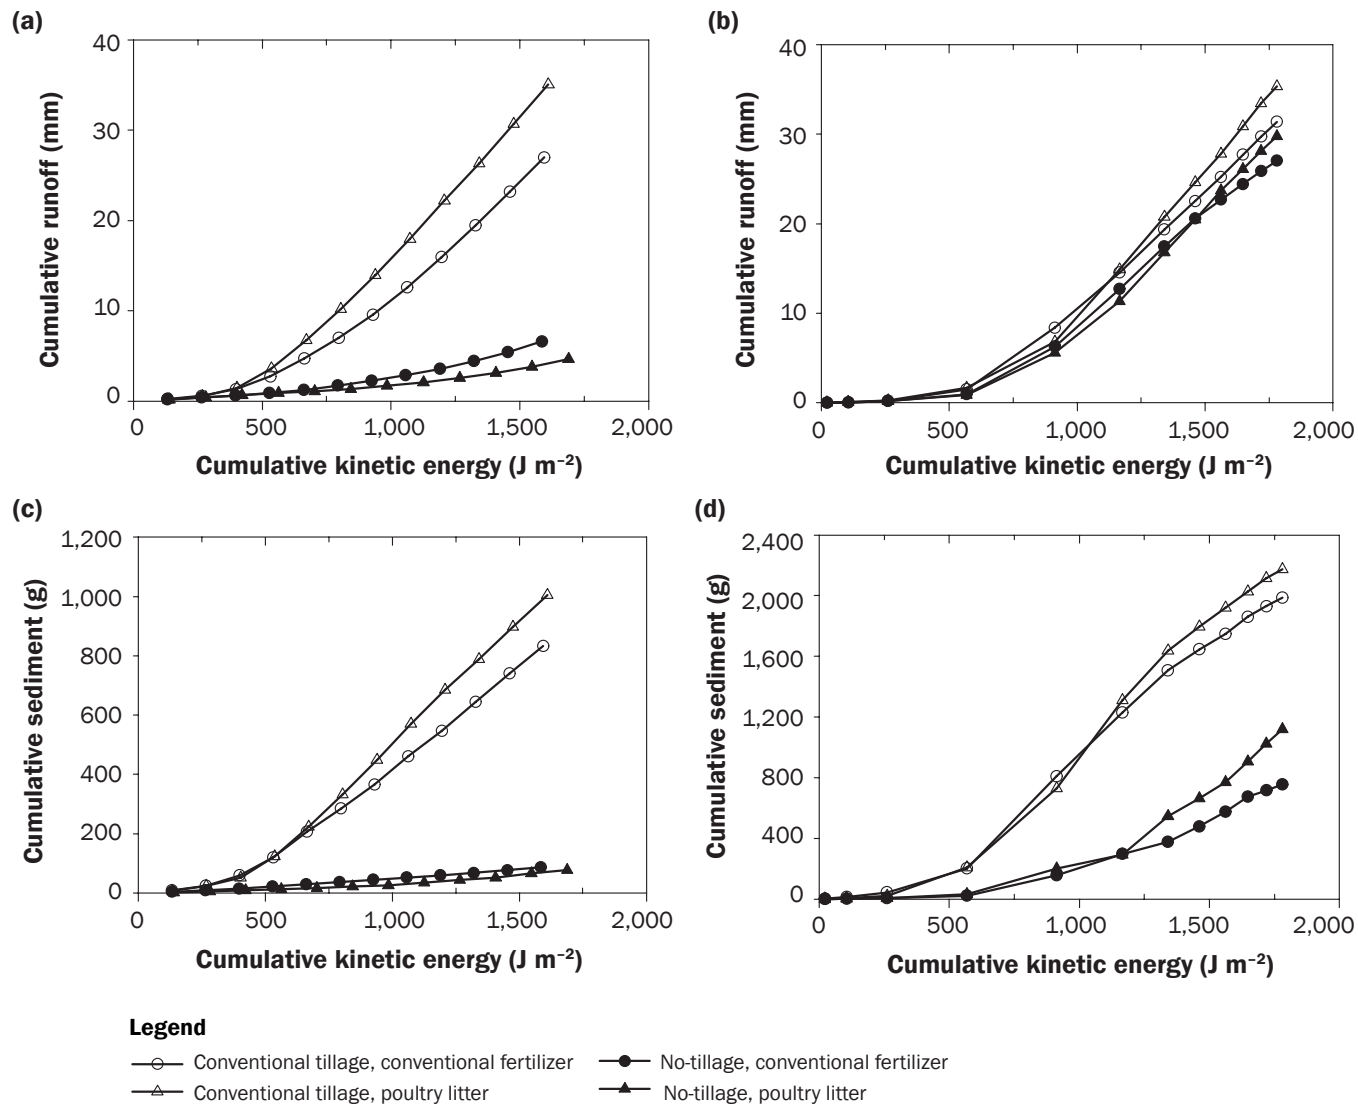 (a)
40
30
20
10
0
Cumulative runoff (mm)
0 500 1,000 1,500 2,000
Cumulative kinetic energy (J m⁻²)
(b)
40
30
20
10
0
Cumulative runoff (mm)
0 500 1,000 1,500 2,000
Cumulative kinetic energy (J m⁻²)
(c)
1,200
1,000
800
600
400
200
0
Cumulative sediment (g)
0 500 1,000 1,500 2,000
Cumulative kinetic energy (J m⁻²)
(d)
2,400
2,000
1,600
1,200
800
400
0
Cumulative sediment (g)
0 500 1,000 1,500 2,000
Cumulative kinetic energy (J m⁻²)
Legend
Conventional tillage, conventional fertilizer
No-tillage, conventional fertilizer
Conventional tillage, poultry litter
No-tillage, poultry litter